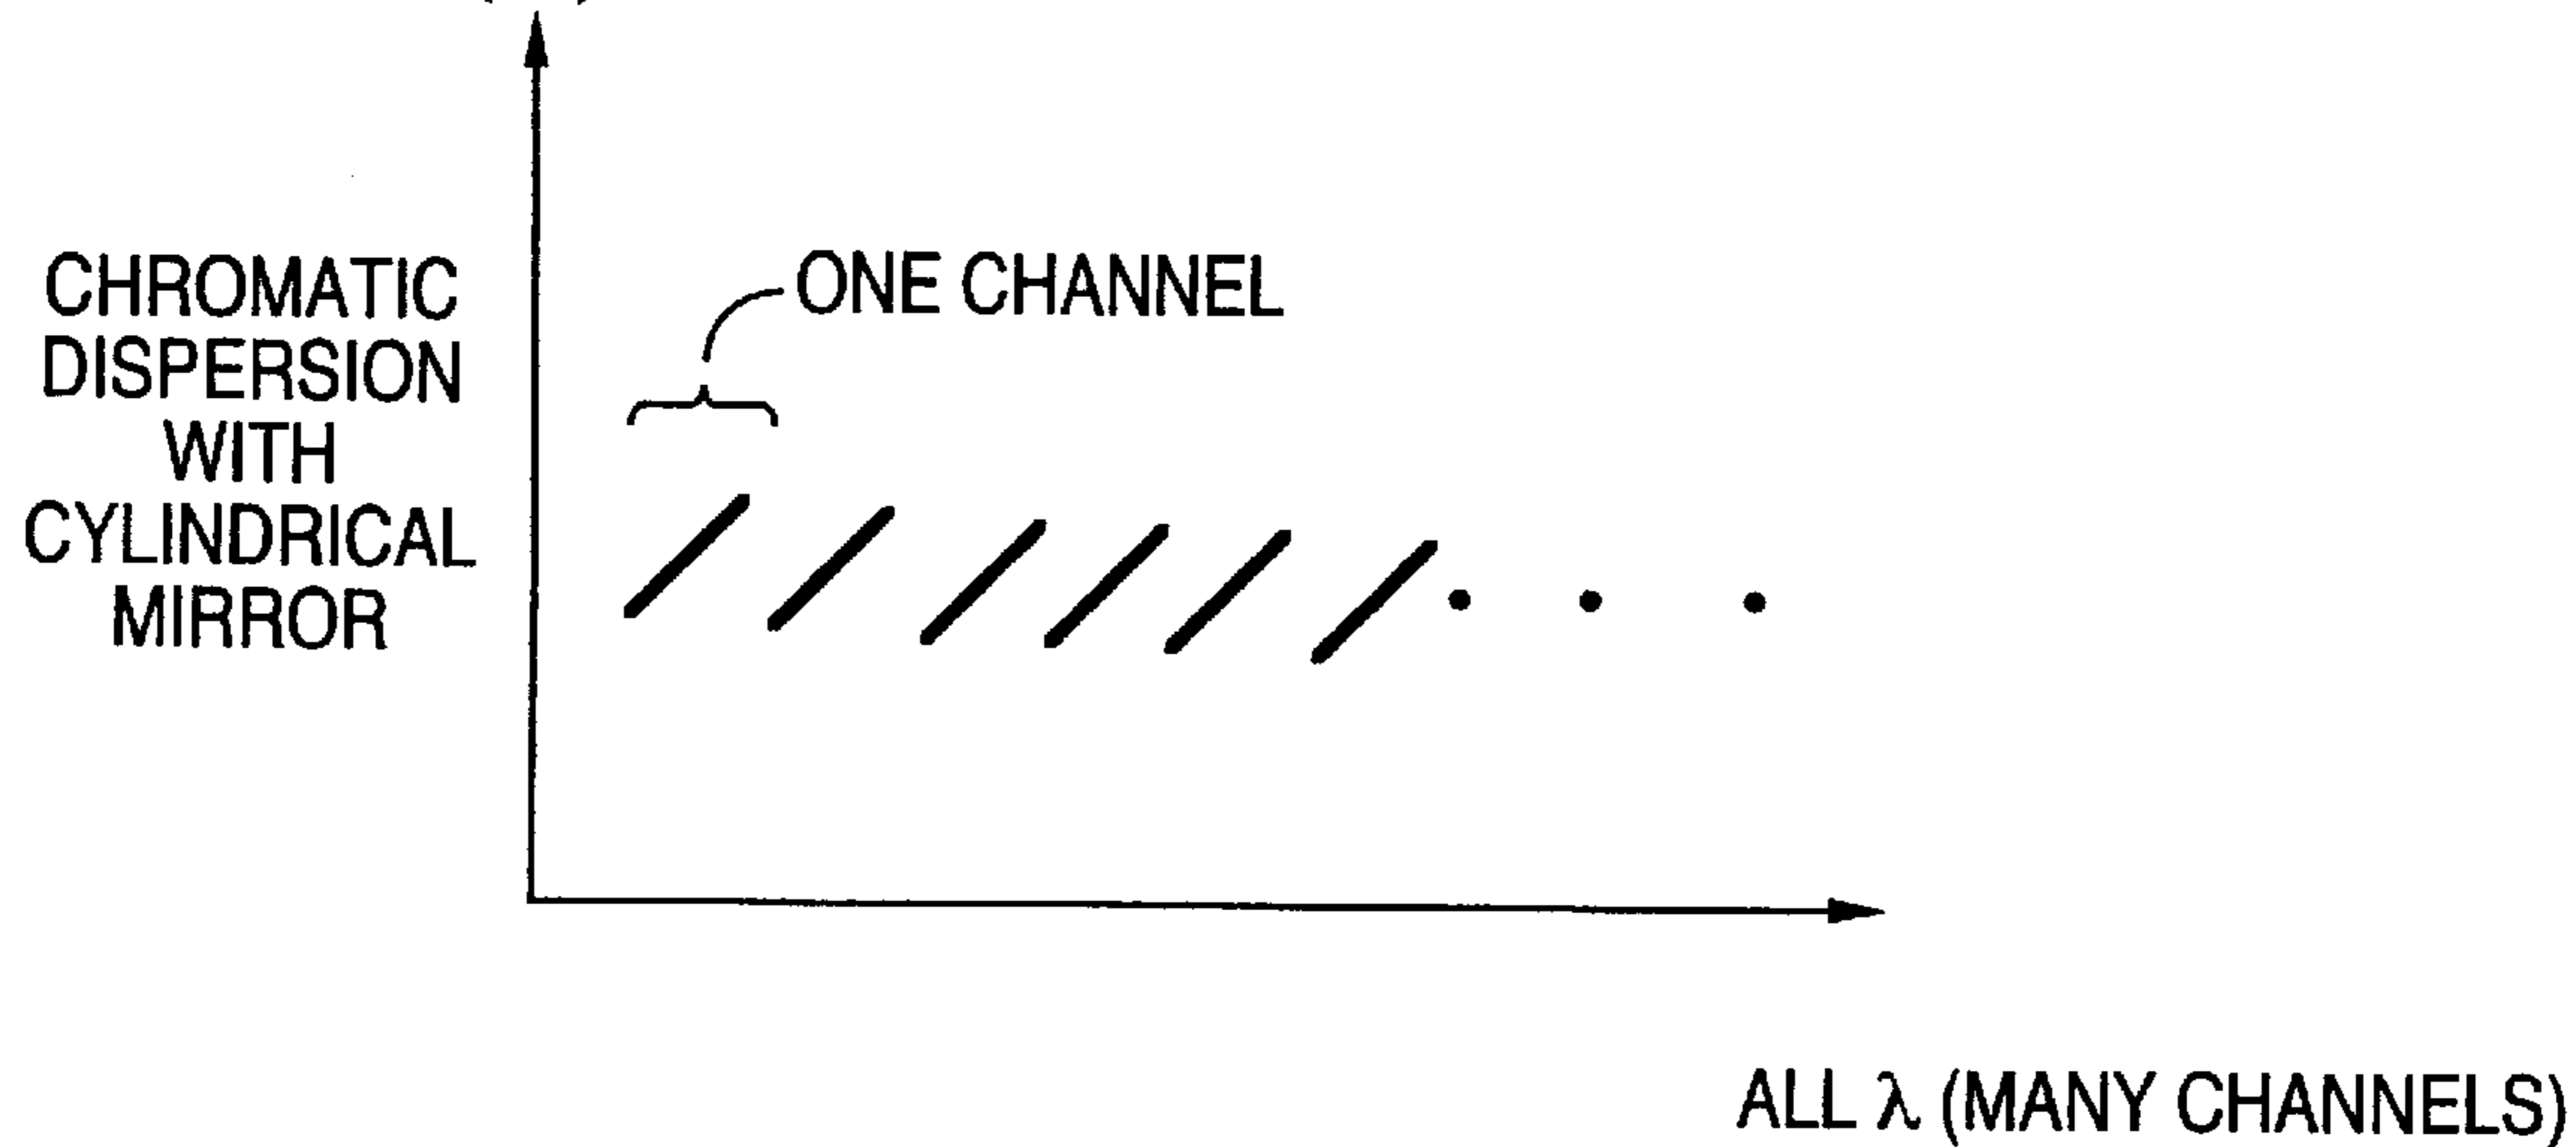 ONE CHANNEL
CHROMATIC
DISPERSION
WITH
CYLINDRICAL
MIRROR
ALL λ (MANY CHANNELS)